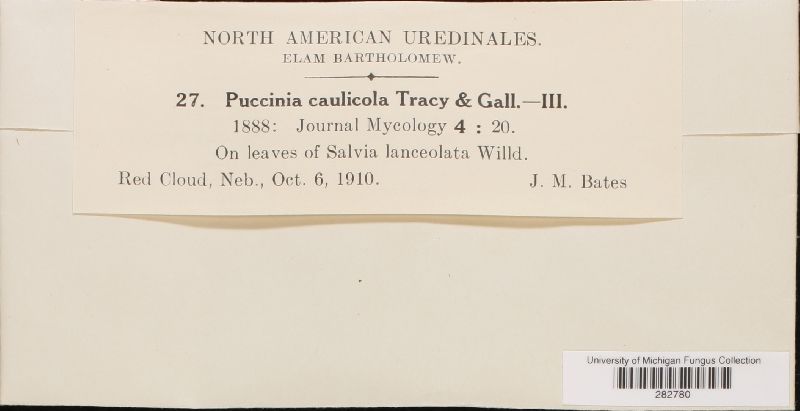 NORTH AMERICAN UREDINALES.
ELAM BARTHOLOMEW.
27. Puccinia caulicola Tracy & Gall.—III.
1888: Journal Mycology 4 : 20.
On leaves of Salvia lanceolata Willd.
Red Cloud, Neb., Oct. 6, 1910. J. M. Bates
University of Michigan Fungus Collection
282780